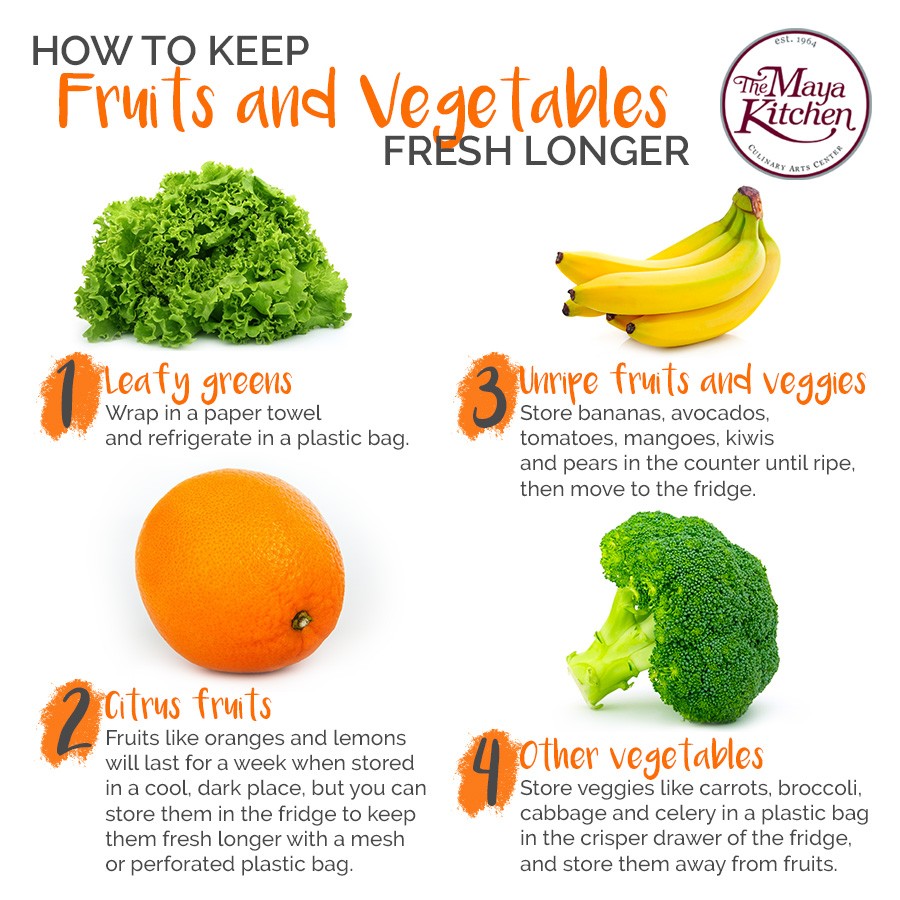 HOW TO KEEP
Fruits and Vegetables
FRESH LONGER
est. 1964
The Maya
Kitchen
CULINARY ARTS CENTER
1 Leafy greens
Wrap in a paper towel
and refrigerate in a plastic bag.
2 Citrus fruits
Fruits like oranges and lemons
will last for a week when stored
in a cool, dark place, but you can
store them in the fridge to keep
them fresh longer with a mesh
or perforated plastic bag.
3 Unripe fruits and veggies
Store bananas, avocados,
tomatoes, mangoes, kiwis
and pears in the counter until ripe,
then move to the fridge.
4 Other vegetables
Store veggies like carrots, broccoli,
cabbage and celery in a plastic bag
in the crisper drawer of the fridge,
and store them away from fruits.